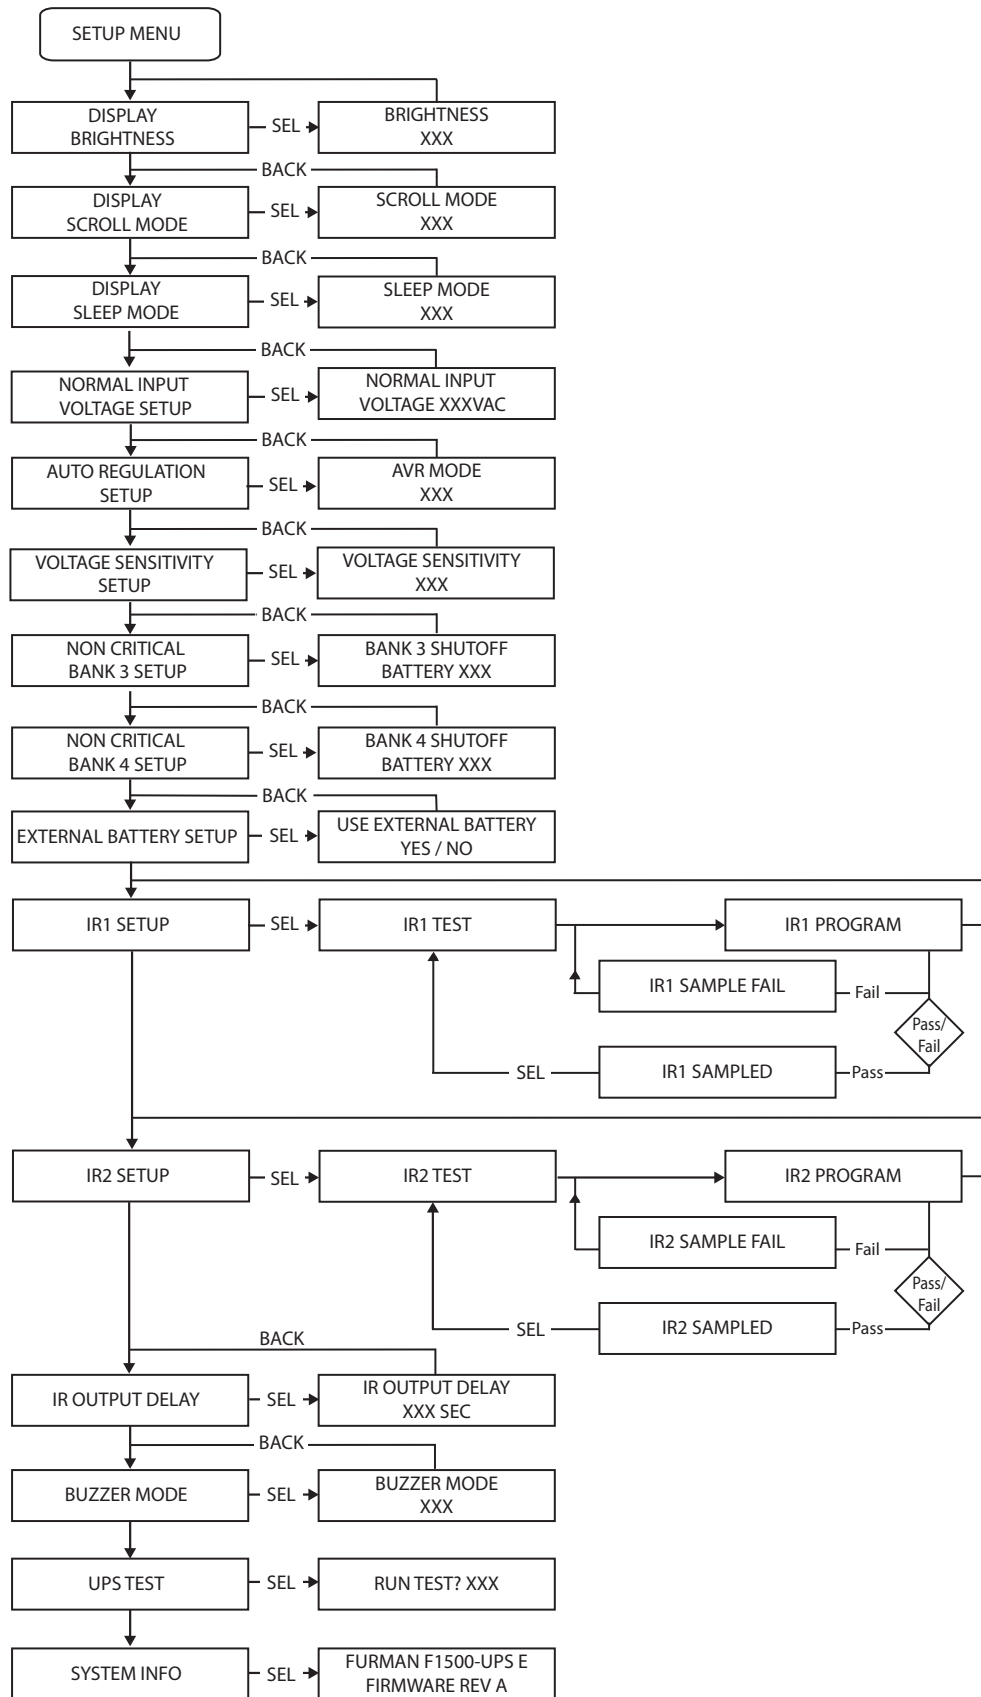 SETUP MENU
DISPLAY
BRIGHTNESS
SEL
BRIGHTNESS
XXX
BACK
DISPLAY
SCROLL MODE
SEL
SCROLL MODE
XXX
BACK
DISPLAY
SLEEP MODE
SEL
SLEEP MODE
XXX
BACK
NORMAL INPUT
VOLTAGE SETUP
SEL
NORMAL INPUT
VOLTAGE XXXVAC
BACK
AUTO REGULATION
SETUP
SEL
AVR MODE
XXX
BACK
VOLTAGE SENSITIVITY
SETUP
SEL
VOLTAGE SENSITIVITY
XXX
BACK
NON CRITICAL
BANK 3 SETUP
SEL
BANK 3 SHUTOFF
BATTERY XXX
BACK
NON CRITICAL
BANK 4 SETUP
SEL
BANK 4 SHUTOFF
BATTERY XXX
BACK
EXTERNAL BATTERY SETUP
SEL
USE EXTERNAL BATTERY
YES / NO
IR1 SETUP
SEL
IR1 TEST
IR1 PROGRAM
IR1 SAMPLE FAIL
Fail
Pass/
Fail
SEL
IR1 SAMPLED
Pass
IR2 SETUP
SEL
IR2 TEST
IR2 PROGRAM
IR2 SAMPLE FAIL
Fail
Pass/
Fail
SEL
IR2 SAMPLED
Pass
BACK
IR OUTPUT DELAY
SEL
IR OUTPUT DELAY
XXX SEC
BACK
BUZZER MODE
SEL
BUZZER MODE
XXX
UPS TEST
SEL
RUN TEST? XXX
SYSTEM INFO
SEL
FURMAN F1500-UPS E
FIRMWARE REV A